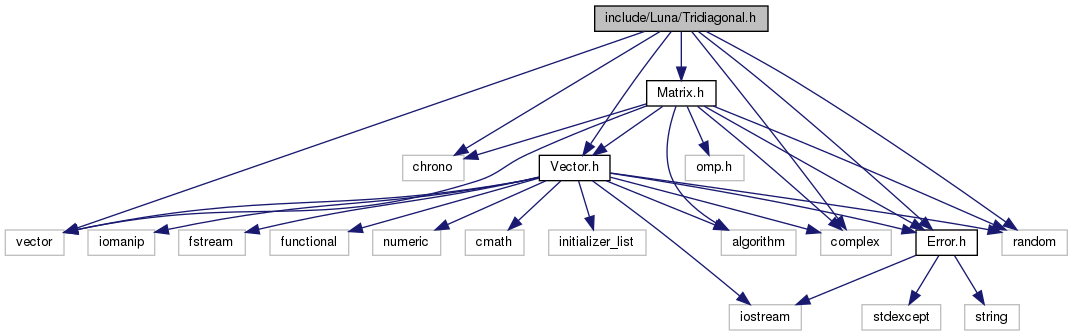 include/Luna/Tridiagonal.h
Matrix.h
chrono
Vector.h
omp.h
vector
iomanip
fstream
functional
numeric
cmath
initializer_list
algorithm
complex
Error.h
random
iostream
stdexcept
string